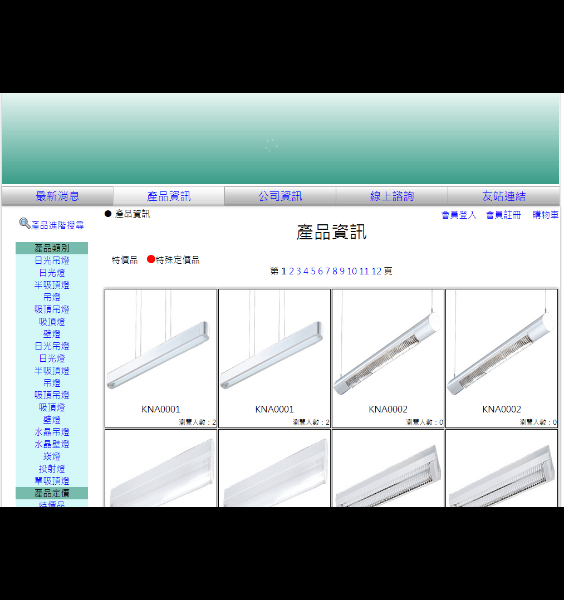 最新消息 產品資訊 公司資訊 線上諮詢 友站連結
產品進階搜尋
產品類別
日光吊燈
日光燈
半吸頂燈
吊燈
吸頂吊燈
吸頂燈
壁燈
日光吊燈
日光燈
半吸頂燈
吊燈
吸頂吊燈
吸頂燈
壁燈
水晶吊燈
水晶壁燈
崁燈
投射燈
單吸頂燈
產品定價
特價品
● 產品資訊
會員登入 會員註冊 購物車
產品資訊
特價品 ●特殊定價品
第 1 2 3 4 5 6 7 8 9 10 11 12 頁
KNA0001
瀏覽人數：2
KNA0001
瀏覽人數：2
KNA0002
瀏覽人數：0
KNA0002
瀏覽人數：0